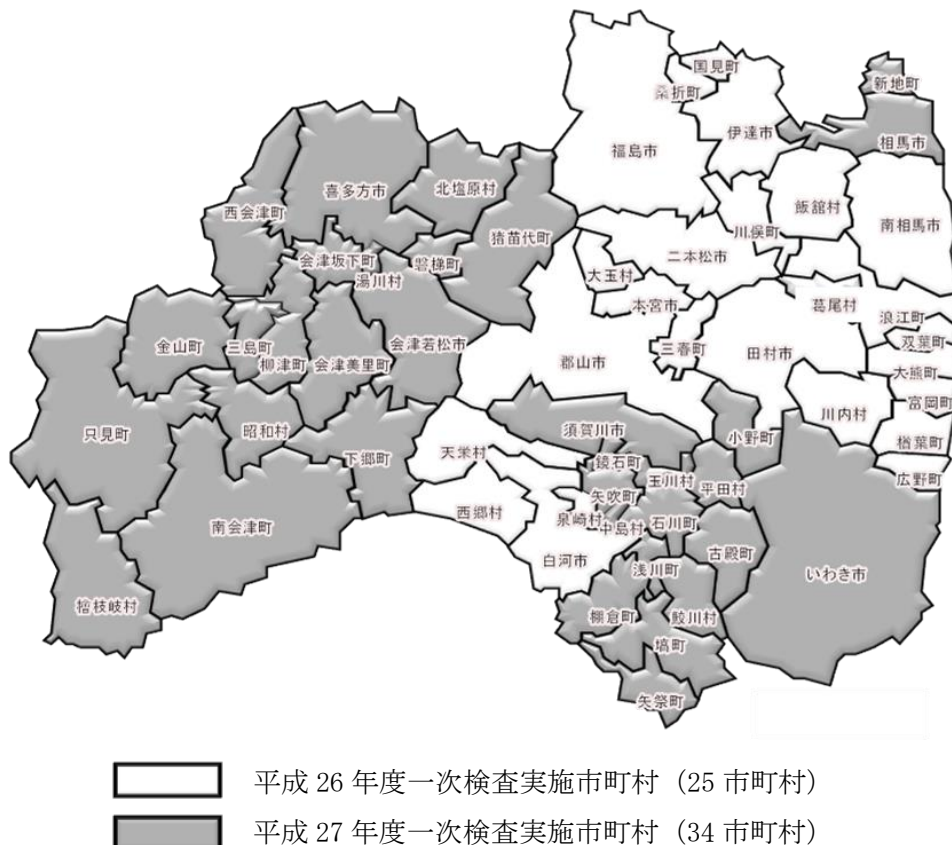 国見町
桑折町
新地町
伊達市
相馬市
福島市
喜多方市
北塩原村
飯舘村
西会津町
南相馬市
猪苗代町
川俣町
会津坂下町
磐梯町
二本松市
湯川村
大玉村
本宮市
葛尾村
浪江町
双葉町
金山町
三島町
会津若松市
三春町
田村市
柳津町
会津美里町
郡山市
大熊町
富岡町
川内村
只見町
昭和村
須賀川市
小野町
楢葉町
天栄村
下郷町
鏡石町
広野町
玉川村
平田村
矢吹町
西郷村
泉崎村
石川町
南会津町
中島村
古殿町
白河市
浅川町
いわき市
檜枝岐村
棚倉町
鮫川村
塙町
矢祭町
平成 26 年度一次検査実施市町村 (25 市町村)
平成 27 年度一次検査実施市町村 (34 市町村)